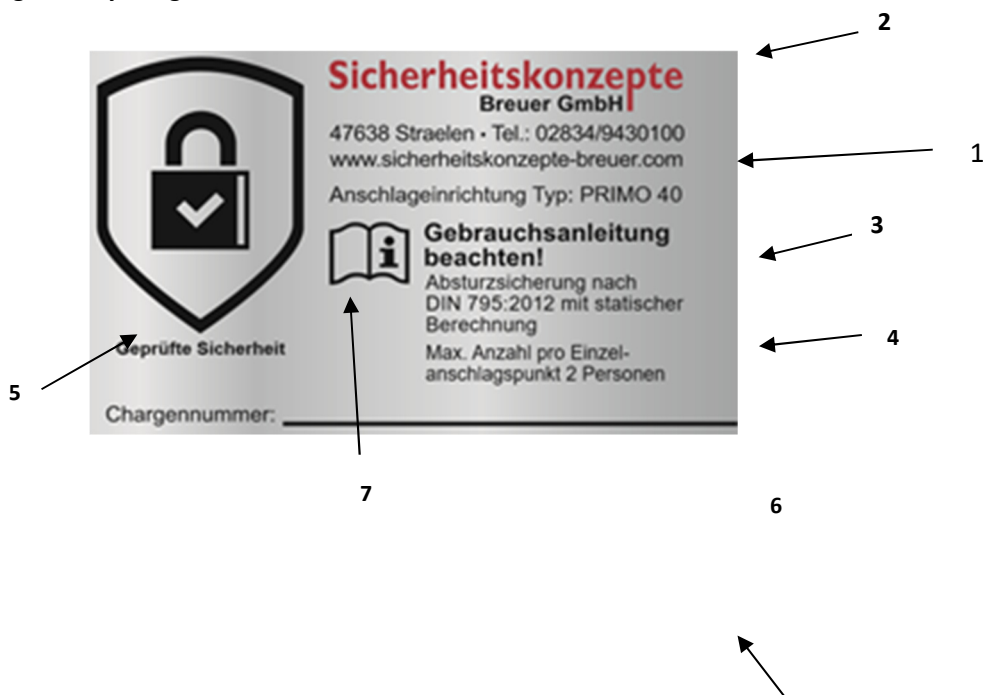 2
Sicherheitskonzepte
Breuer GmbH
47638 Straelen • Tel.: 02834/9430100
www.sicherheitskonzepte-breuer.com
1
Anschlageinrichtung Typ: PRIMO 40
3
Gebrauchsanleitung
beachten!
Absturzsicherung nach
DIN 795:2012 mit statischer
Berechnung
4
Max. Anzahl pro Einzel-
anschlagspunkt 2 Personen
Geprüfte Sicherheit
5
Chargennummer:
7
6